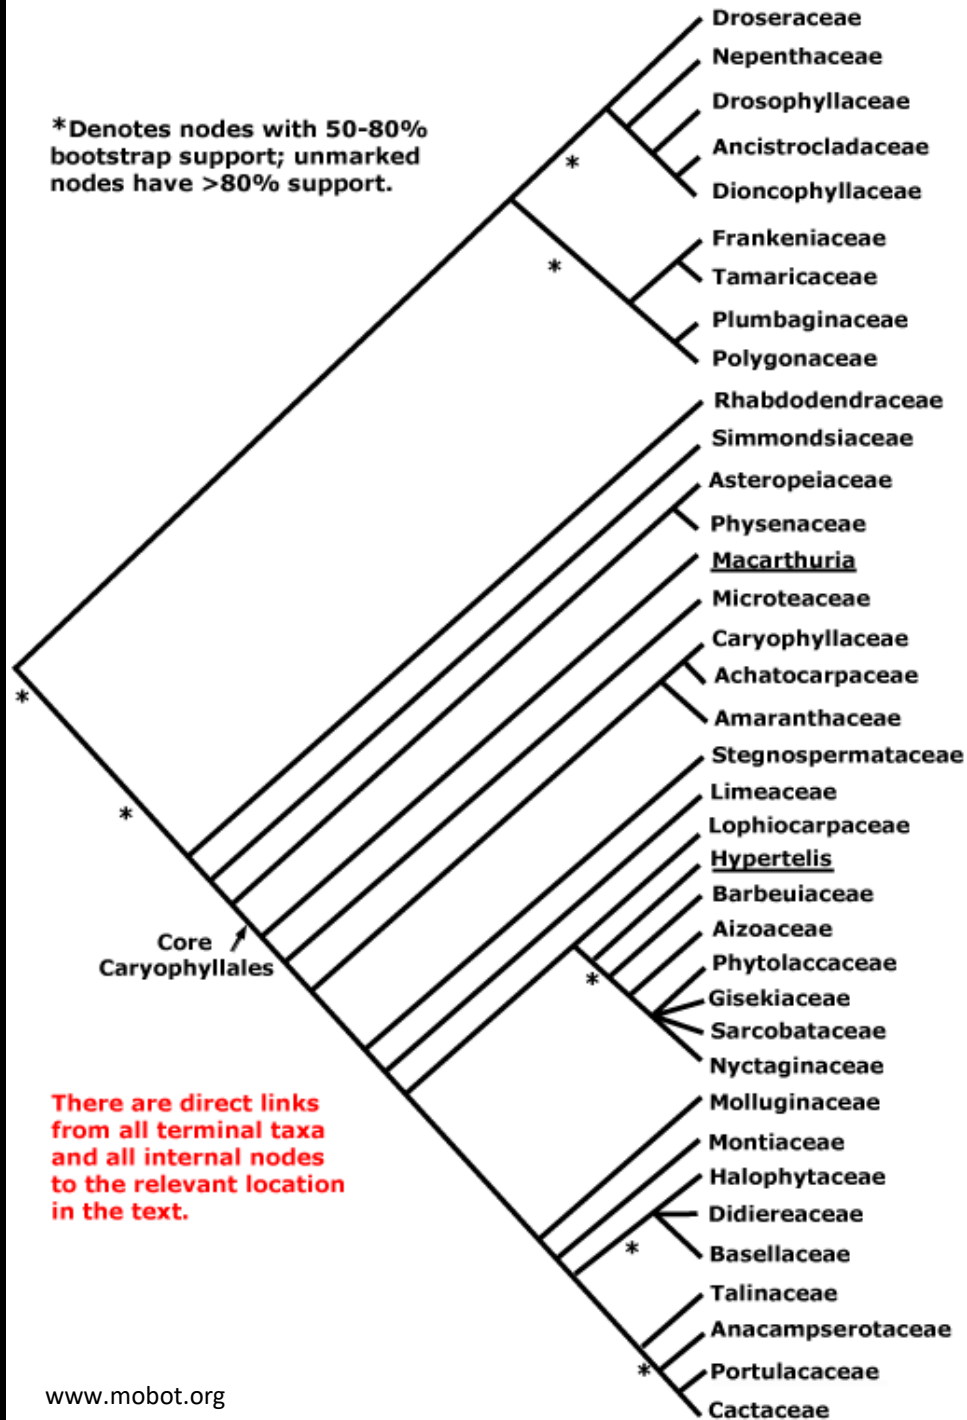 Droseraceae
Nepenthaceae
Drosophyllaceae
*Denotes nodes with 50-80%
bootstrap support; unmarked
nodes have >80% support.
Ancistrocladaceae
*
Dioncophyllaceae
Frankeniaceae
*
Tamaricaceae
Plumbaginaceae
Polygonaceae
Rhabdodendraceae
Simmondsiaceae
Asteropeiaceae
Physenaceae
Macarthuria
Microteaceae
Caryophyllaceae
Achatocarpaceae
*
Amaranthaceae
Stegnospermataceae
Limeaceae
*
Lophiocarpaceae
Hypertelis
Barbeuiaceae
Aizoaceae
Core
Caryophyllales
Phytolaccaceae
*
Gisekiaceae
Sarcobataceae
Nyctaginaceae
There are direct links
from all terminal taxa
and all internal nodes
to the relevant location
in the text.
Molluginaceae
Montiaceae
Halophytaceae
Didiereaceae
*
Basellaceae
Talinaceae
Anacampserotaceae
*
Portulacaceae
Cactaceae
www.mobot.org